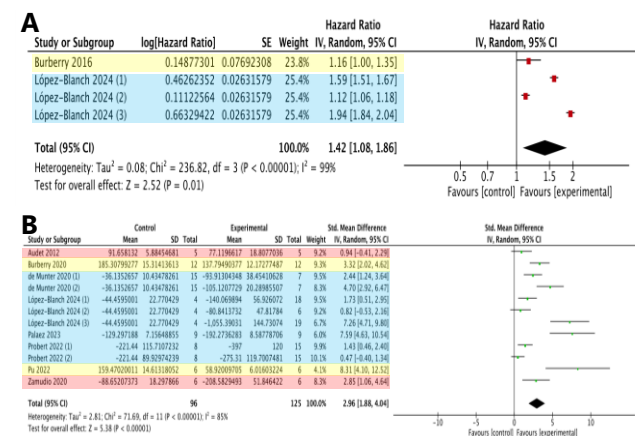 A
Hazard Ratio Hazard Ratio
Study or Subgroup log[Hazard Ratio] SE Weight IV, Random, 95% CI IV, Random, 95% CI
Burberry 2016 0.14877301 0.07692308 23.8% 1.16 [1.00, 1.35]
López-Blanch 2024 (1) 0.46262352 0.02631579 25.4% 1.59 [1.51, 1.67]
López-Blanch 2024 (2) 0.11122564 0.02631579 25.4% 1.12 [1.06, 1.18]
López-Blanch 2024 (3) 0.66329422 0.02631579 25.4% 1.94 [1.84, 2.04]
Total (95% CI) 100.0% 1.42 [1.08, 1.86]
Heterogeneity: Tau² = 0.08; Chi² = 236.82, df = 3 (P < 0.00001); I² = 99%
Test for overall effect: Z = 2.52 (P = 0.01)
0.5 0.7 1 1.5 2
Favours [control] Favours [experimental]
B
Control Experimental Std. Mean Difference Std. Mean Difference
Study or Subgroup Mean SD Total Mean SD Total Weight IV, Random, 95% CI IV, Random, 95% CI
Audet 2012 91.658132 5.88454681 5 77.1196617 18.8077036 5 9.2% 0.94 [-0.41, 2.29]
Burberry 2020 185.30799277 15.31413613 12 137.79490377 12.17277487 12 9.3% 3.32 [2.02, 4.62]
de Munter 2020 (1) -36.1352657 10.43478261 15 -93.91304348 38.45410628 7 9.5% 2.44 [1.24, 3.64]
de Munter 2020 (2) -36.1352657 10.43478261 15 -105.1207729 20.28985507 7 8.3% 4.70 [2.92, 6.47]
López-Blanch 2024 (1) -44.4595001 22.770429 4 -140.069894 56.926072 18 9.5% 1.73 [0.51, 2.95]
López-Blanch 2024 (2) -44.4595001 22.770429 4 -80.8413732 47.81784 6 9.2% 0.82 [-0.53, 2.16]
López-Blanch 2024 (3) -44.4595001 22.770429 4 -1,055.39031 144.73074 19 6.3% 7.26 [4.71, 9.80]
Palaez 2023 -129.297188 7.15648855 9 -192.2736283 8.58778706 9 6.0% 7.59 [4.63, 10.54]
Probert 2022 (1) -221.44 115.7107232 8 -397 120 15 9.9% 1.43 [0.46, 2.40]
Probert 2022 (2) -221.44 89.92974239 8 -275.31 119.7007481 15 10.1% 0.47 [-0.40, 1.34]
Pu 2022 159.47020011 14.61318052 6 58.92009705 6.01603224 6 4.1% 8.31 [4.10, 12.52]
Zamudio 2020 -88.65207373 18.297866 6 -208.5829493 51.846422 6 8.3% 2.85 [1.06, 4.64]
Total (95% CI) 96 125 100.0% 2.96 [1.88, 4.04]
Heterogeneity: Tau² = 2.81; Chi² = 71.69, df = 11 (P < 0.00001); I² = 85%
Test for overall effect: Z = 5.38 (P < 0.00001)
-10 -5 0 5 10
Favours [control] Favours [experimental]